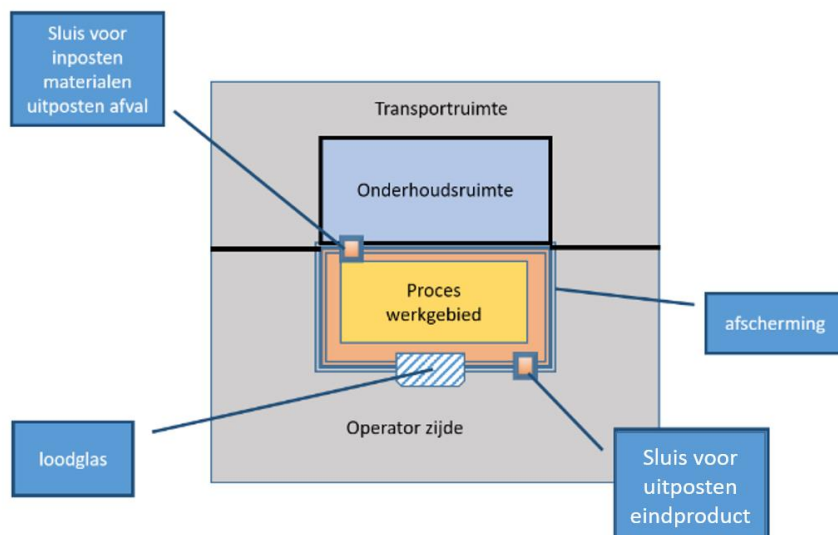 Sluis voor
inposten
materialen
uitposten afval
Transportruimte
Onderhoudsruimte
Proces
werkgebied
afscherming
loodglas
Operator zijde
Sluis voor
uitposten
eindproduct